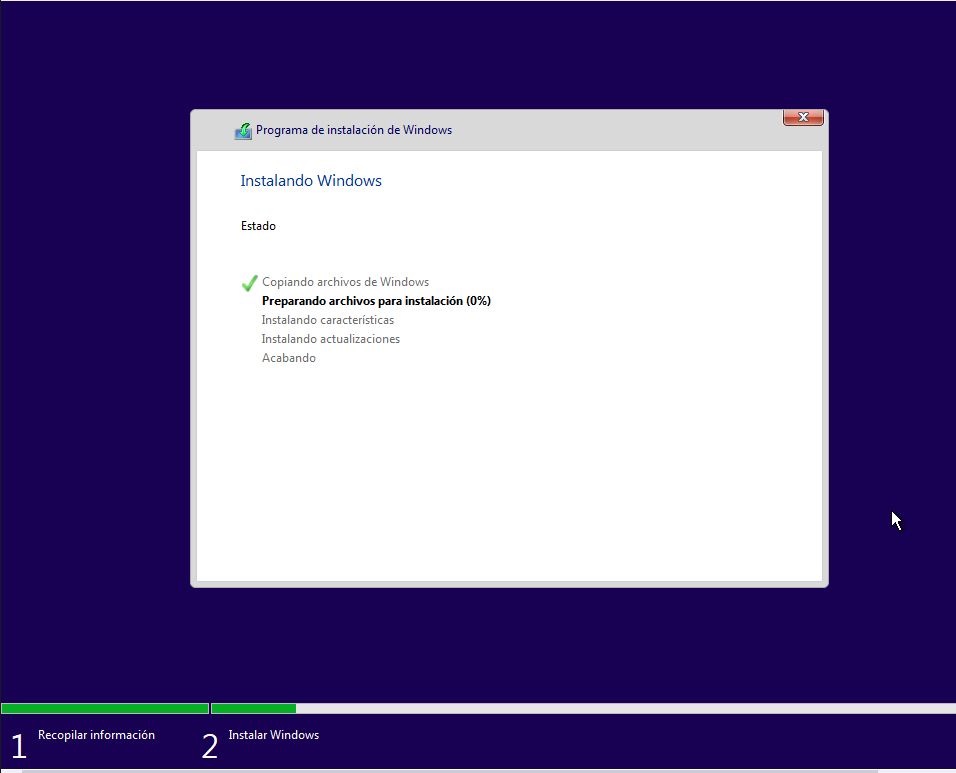 Programa de instalación de Windows
Instalando Windows
Estado
Copiando archivos de Windows
Preparando archivos para instalación (0%)
Instalando características
Instalando actualizaciones
Acabando
1 Recopilar información
2 Instalar Windows